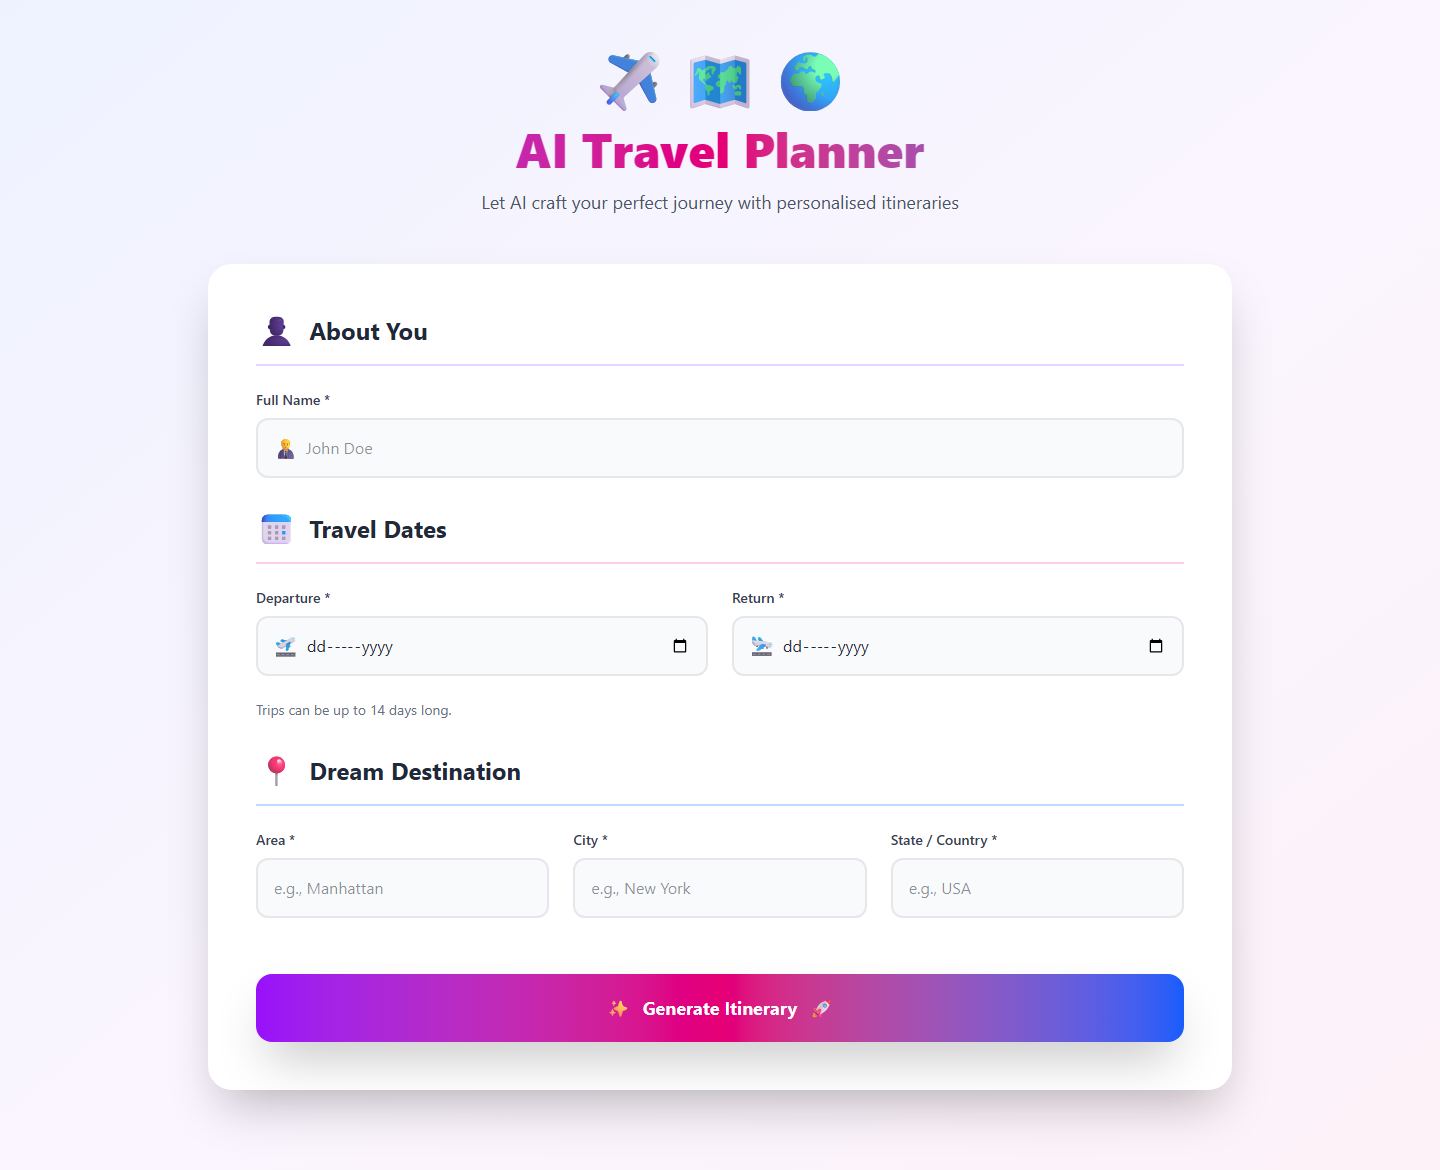 AI Travel Planner
Let AI craft your perfect journey with personalised itineraries
About You
Full Name *
John Doe
Travel Dates
Departure * Return *
dd-----yyyy dd-----yyyy
Trips can be up to 14 days long.
Dream Destination
Area * City * State / Country *
e.g., Manhattan e.g., New York e.g., USA
Generate Itinerary